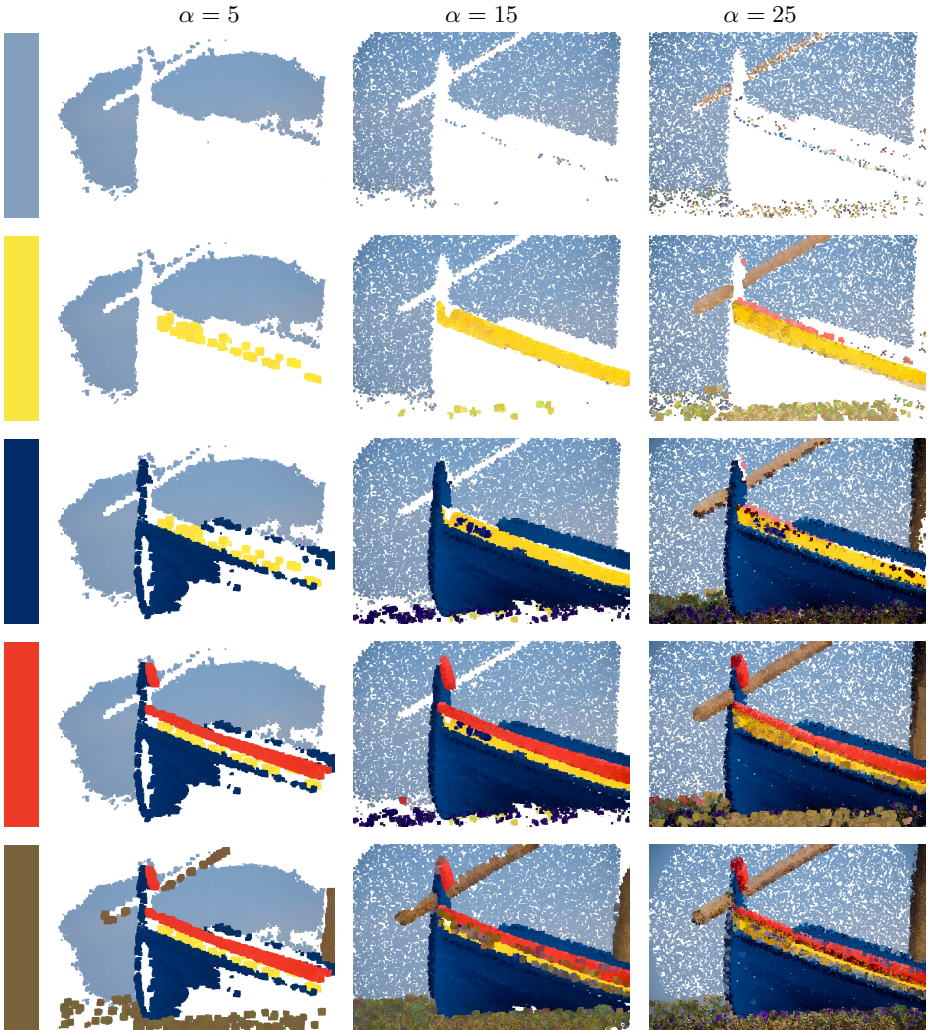 α = 5 α = 15 α = 25